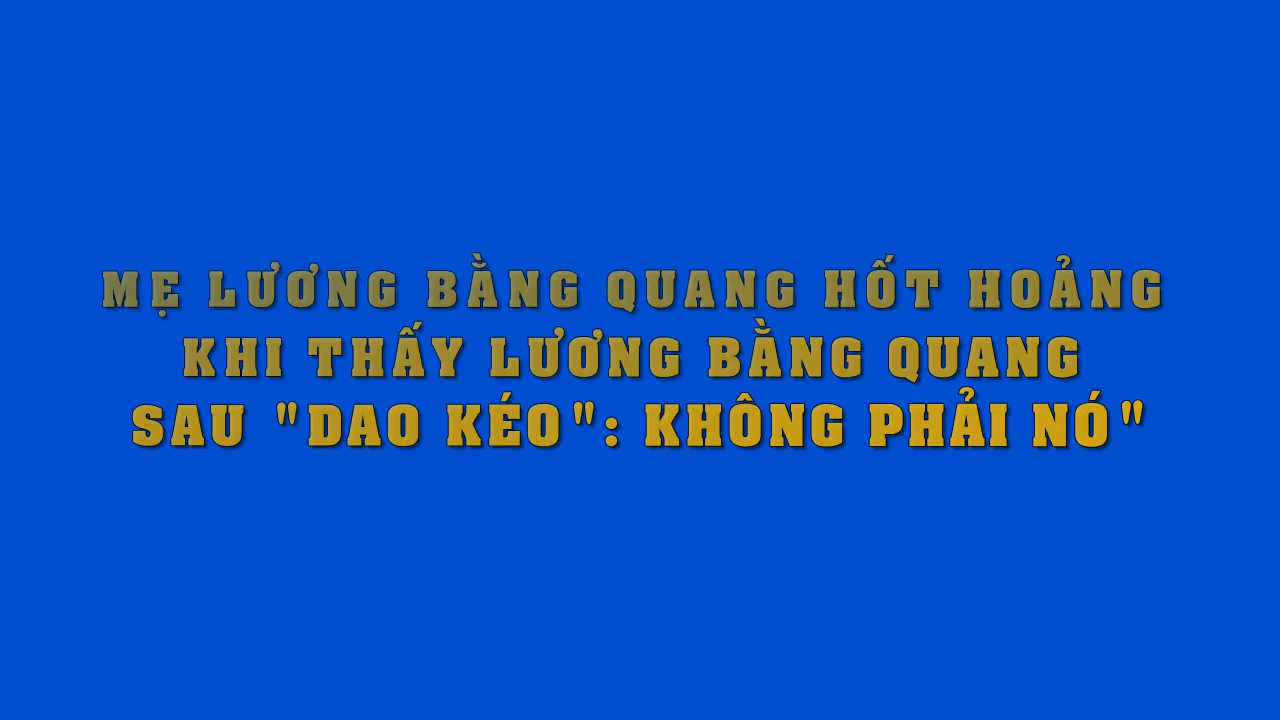 MẸ LƯƠNG BẰNG QUANG HỐT HOẢNG
KHI THẤY LƯƠNG BẰNG QUANG
SAU "DAO KÉO": KHÔNG PHẢI NÓ"